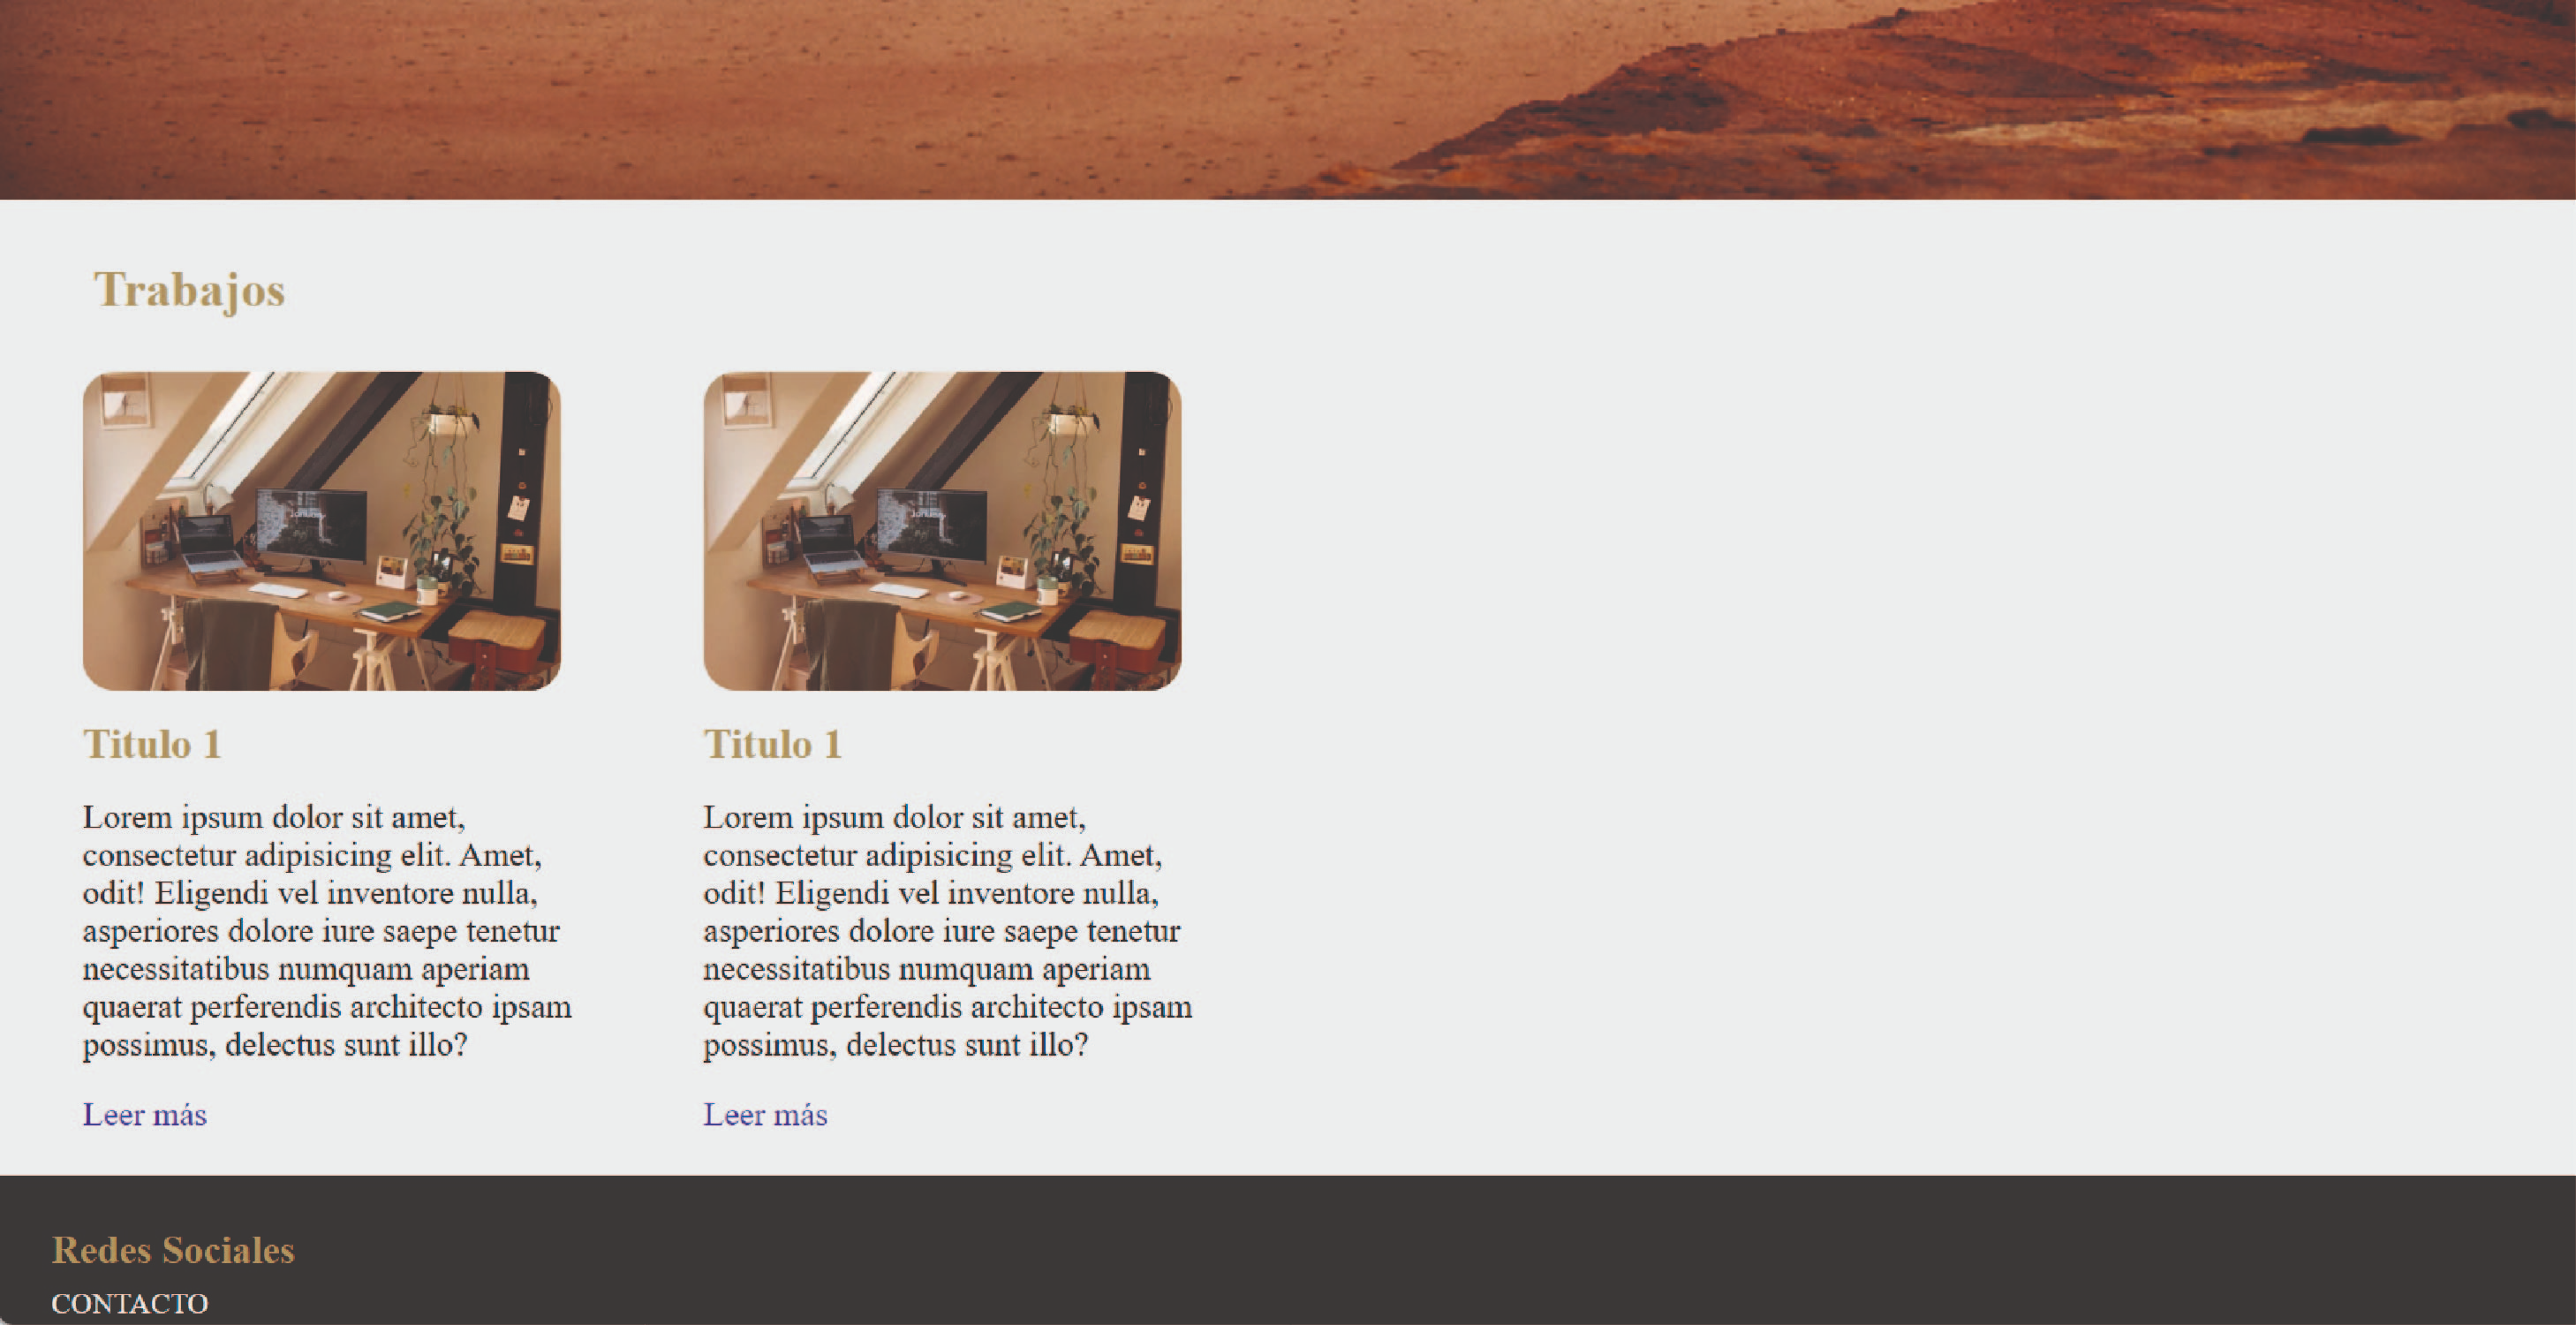 Trabajos
Titulo 1
Lorem ipsum dolor sit amet,
consectetur adipisicing elit. Amet,
odit! Eligendi vel inventore nulla,
asperiores dolore iure saepe tenetur
necessitatibus numquam aperiam
quaerat perferendis architecto ipsam
possimus, delectus sunt illo?
Leer más
Titulo 1
Lorem ipsum dolor sit amet,
consectetur adipisicing elit. Amet,
odit! Eligendi vel inventore nulla,
asperiores dolore iure saepe tenetur
necessitatibus numquam aperiam
quaerat perferendis architecto ipsam
possimus, delectus sunt illo?
Leer más
Redes Sociales
CONTACTO